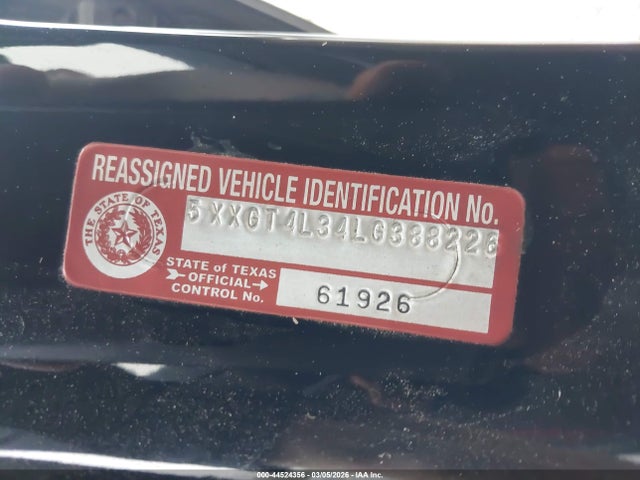 REASSIGNED VEHICLE IDENTIFICATION No.
5XXGT4L34LG388226
THE STATE OF TEXAS
STATE of TEXAS
OFFICIAL
CONTROL No.
61926
000-44524356 — 03/05/2026 — IAA Inc.